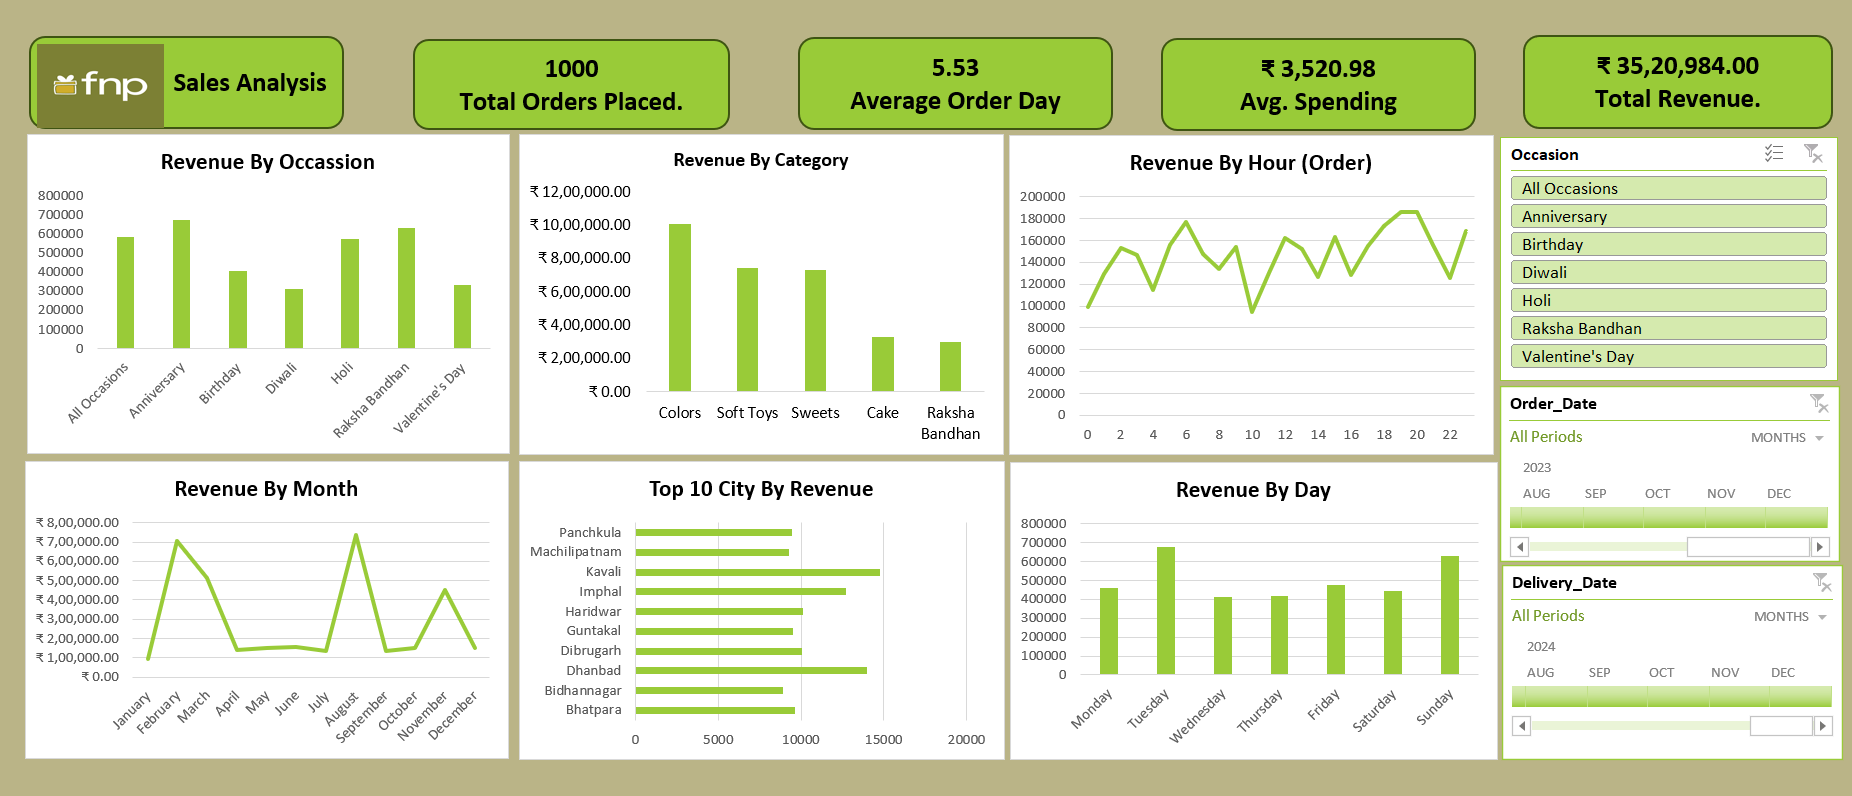 fnp
Sales Analysis
1000
Total Orders Placed.
5.53
Average Order Day
₹ 3,520.98
Avg. Spending
₹ 35,20,984.00
Total Revenue.
Revenue By Occassion
800000
700000
600000
500000
400000
300000
200000
100000
0
All Occasions
Anniversary
Birthday
Diwali
Holi
Raksha Bandhan
Valentine's Day
Revenue By Category
₹ 12,00,000.00
₹ 10,00,000.00
₹ 8,00,000.00
₹ 6,00,000.00
₹ 4,00,000.00
₹ 2,00,000.00
₹ 0.00
Colors
Soft Toys
Sweets
Cake
Raksha
Bandhan
Revenue By Hour (Order)
200000
180000
160000
140000
120000
100000
80000
60000
40000
20000
0
0 2 4 6 8 10 12 14 16 18 20 22
Occasion
All Occasions
Anniversary
Birthday
Diwali
Holi
Raksha Bandhan
Valentine's Day
Order_Date
All Periods
MONTHS
2023
AUG SEP OCT NOV DEC
Revenue By Month
₹ 8,00,000.00
₹ 7,00,000.00
₹ 6,00,000.00
₹ 5,00,000.00
₹ 4,00,000.00
₹ 3,00,000.00
₹ 2,00,000.00
₹ 1,00,000.00
₹ 0.00
January
February
March
April
May
June
July
August
September
October
November
December
Top 10 City By Revenue
Panchkula
Machilipatnam
Kavali
Imphal
Haridwar
Guntakal
Dibrugarh
Dhanbad
Bidhannagar
Bhatpara
0 5000 10000 15000 20000
Revenue By Day
800000
700000
600000
500000
400000
300000
200000
100000
0
Monday
Tuesday
Wednesday
Thursday
Friday
Saturday
Sunday
Delivery_Date
All Periods
MONTHS
2024
AUG SEP OCT NOV DEC